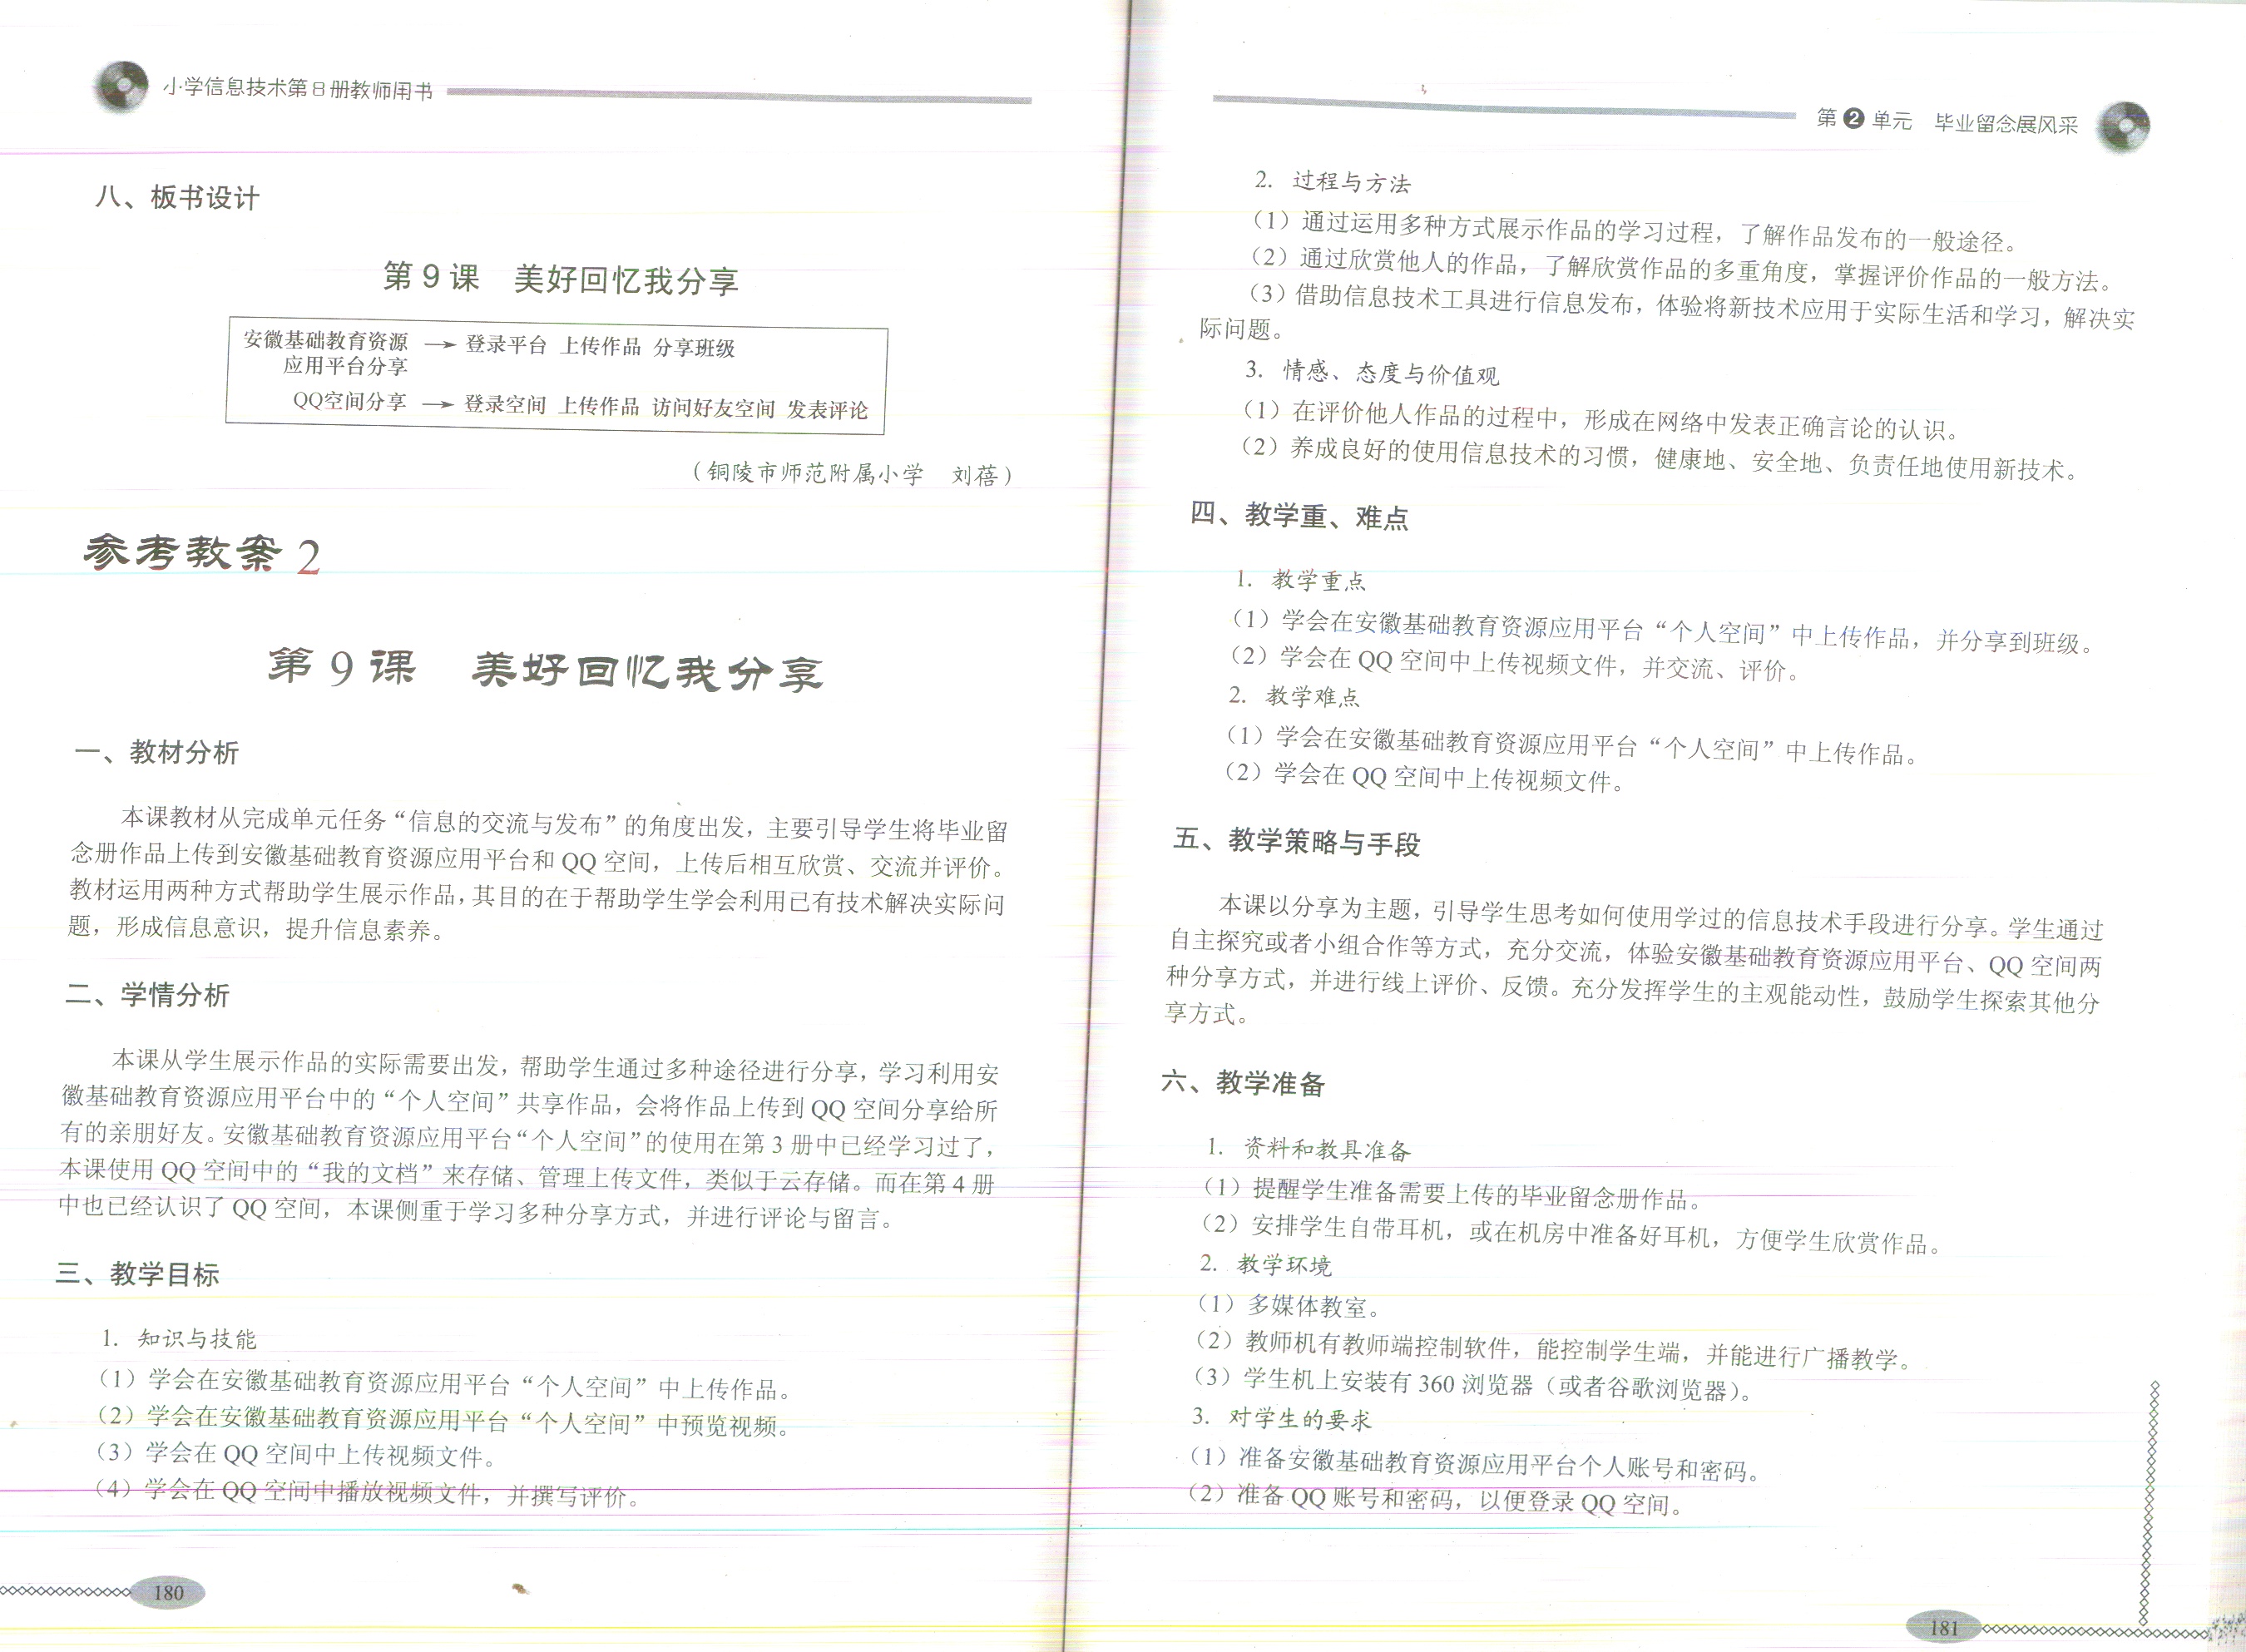 小学信息技术第8册教师用书
八、板书设计
第9课 美好回忆我分享
安徽基础教育资源 → 登录平台 上传作品 分享班级
应用平台分享
QQ空间分享 → 登录空间 上传作品 访问好友空间 发表评论
(铜陵市师范附属小学 刘蓓)
参考教案2
第9课 美好回忆我分享
一、教材分析
本课教材从完成单元任务“信息的交流与发布”的角度出发，主要引导学生将毕业留
念册作品上传到安徽基础教育资源应用平台和QQ空间，上传后相互欣赏、交流并评价。
教材运用两种方式帮助学生展示作品，其目的在于帮助学生学会利用已有技术解决实际问
题，形成信息意识，提升信息素养。
二、学情分析
本课从学生展示作品的实际需要出发，帮助学生通过多种途径进行分享，学习利用安
徽基础教育资源应用平台中的“个人空间”共享作品，会将作品上传到QQ空间分享给所
有的亲朋好友。安徽基础教育资源应用平台“个人空间”的使用在第3册中已经学习过了，
本课使用QQ空间中的“我的文档”来存储、管理上传文件，类似于云存储。而在第4册
中也已经认识了QQ空间，本课侧重于学习多种分享方式，并进行评论与留言。
三、教学目标
1. 知识与技能
（1）学会在安徽基础教育资源应用平台“个人空间”中上传作品。
（2）学会在安徽基础教育资源应用平台“个人空间”中预览视频。
（3）学会在QQ空间中上传视频文件。
（4）学会在QQ空间中播放视频文件，并撰写评价。
180
第2单元 毕业留念展风采
2. 过程与方法
（1）通过运用多种方式展示作品的学习过程，了解作品发布的一般途径。
（2）通过欣赏他人的作品，了解欣赏作品的多重角度，掌握评价作品的一般方法。
（3）借助信息技术工具进行信息发布，体验将新技术应用于实际生活和学习，解决实
际问题。
3. 情感、态度与价值观
（1）在评价他人作品的过程中，形成在网络中发表正确言论的认识。
（2）养成良好的使用信息技术的习惯，健康地、安全地、负责任地使用新技术。
四、教学重、难点
1. 教学重点
（1）学会在安徽基础教育资源应用平台“个人空间”中上传作品，并分享到班级。
（2）学会在QQ空间中上传视频文件，并交流、评价。
2. 教学难点
（1）学会在安徽基础教育资源应用平台“个人空间”中上传作品。
（2）学会在QQ空间中上传视频文件。
五、教学策略与手段
本课以分享为主题，引导学生思考如何使用学过的信息技术手段进行分享。学生通过
自主探究或者小组合作等方式，充分交流，体验安徽基础教育资源应用平台、QQ空间两
种分享方式，并进行线上评价、反馈。充分发挥学生的主观能动性，鼓励学生探索其他分
享方式。
六、教学准备
1. 资料和教具准备
（1）提醒学生准备需要上传的毕业留念册作品。
（2）安排学生自带耳机，或在机房中准备好耳机，方便学生欣赏作品。
2. 教学环境
（1）多媒体教室。
（2）教师机有教师端控制软件，能控制学生端，并能进行广播教学。
（3）学生机上安装有360浏览器（或者谷歌浏览器）。
3. 对学生的要求
（1）准备安徽基础教育资源应用平台个人账号和密码。
（2）准备QQ账号和密码，以便登录QQ空间。
181